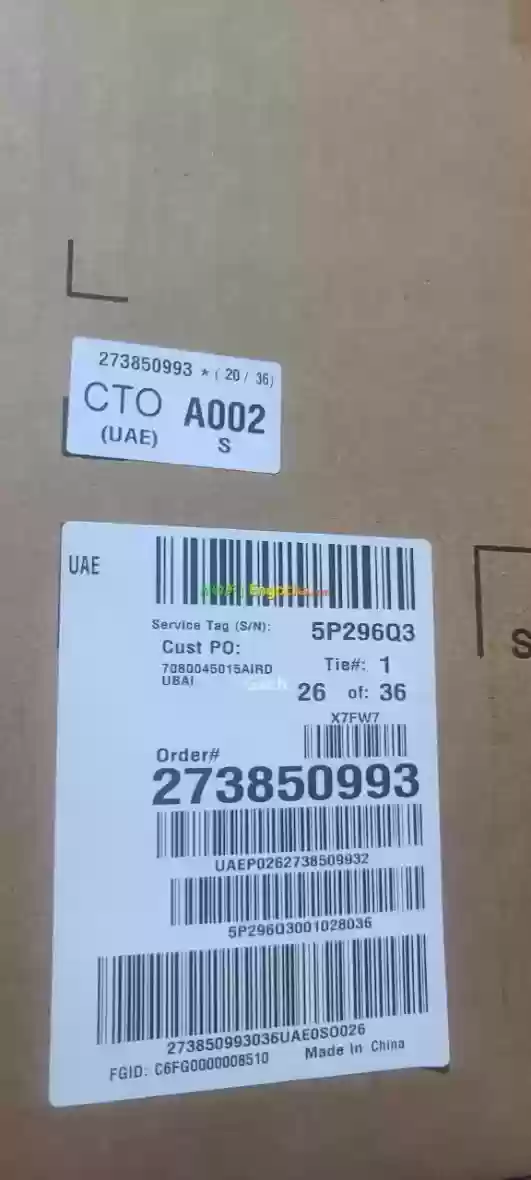 273850993 * ( 20 / 36)
CTO A002
(UAE) S
UAE
Service Tag (S/N): 5P296Q3
Cust PO:
7080045015AIRD
UBAI
Tie#: 1
26 of: 36
X7FW7
Order#
273850993
UAEP0262738509932
5P296Q3001028036
273850993036UAE0S0026
FGID: C6FG0000008510 Made In China
S